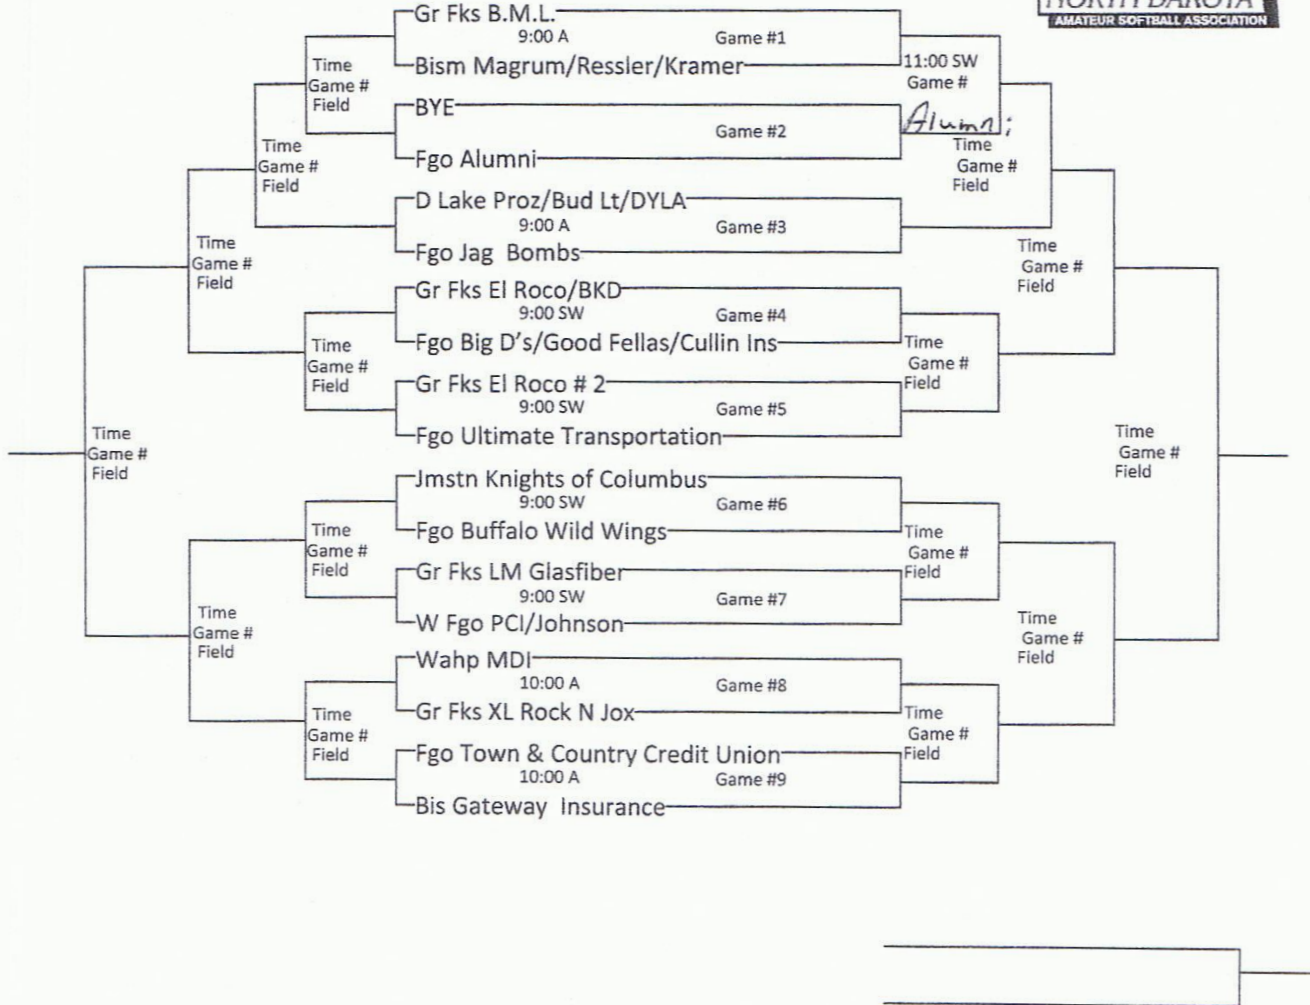 NORTH DAKOTA
AMATEUR SOFTBALL ASSOCIATION
Gr Fks B.M.L.
9:00 A Game #1
Bism Magrum/Ressler/Kramer
11:00 SW
Game #
Time
Game #
Field
BYE
Game #2
Alumni
Fgo Alumni
Time
Game #
Field
Time
Game #
Field
D Lake Proz/Bud Lt/DYLA
9:00 A Game #3
Fgo Jag Bombs
Time
Game #
Field
Time
Game #
Field
Gr Fks El Roco/BKD
9:00 SW Game #4
Fgo Big D's/Good Fellas/Cullin Ins
Time
Game #
Field
Time
Game #
Field
Gr Fks El Roco # 2
9:00 SW Game #5
Fgo Ultimate Transportation
Time
Game #
Field
Time
Game #
Field
Jmstn Knights of Columbus
9:00 SW Game #6
Fgo Buffalo Wild Wings
Time
Game #
Field
Time
Game #
Field
Gr Fks LM Glasfiber
9:00 SW Game #7
W Fgo PCI/Johnson
Time
Game #
Field
Time
Game #
Field
Wahp MDI
10:00 A Game #8
Gr Fks XL Rock N Jox
Time
Game #
Field
Time
Game #
Field
Fgo Town & Country Credit Union
10:00 A Game #9
Bis Gateway Insurance